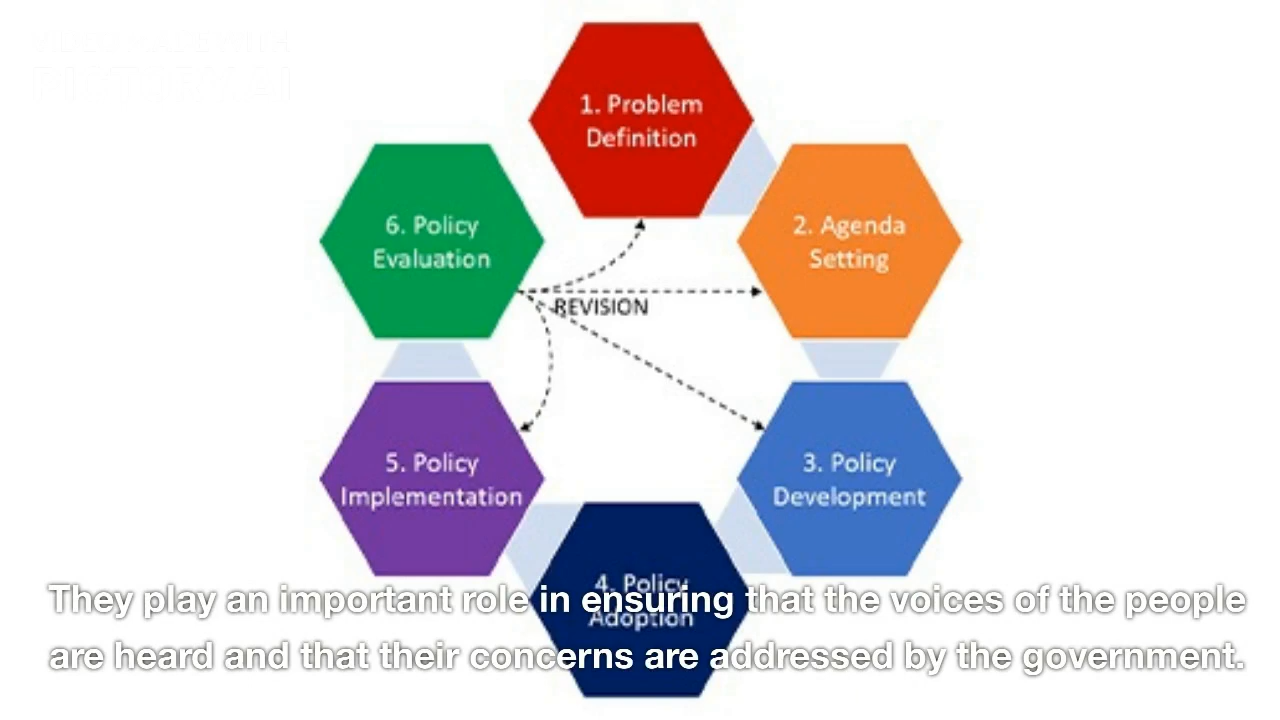 1. Problem
Definition
2. Agenda
Setting
3. Policy
Development
4. Policy
Adoption
5. Policy
Implementation
6. Policy
Evaluation
REVISION
They play an important role in ensuring that the voices of the people
are heard and that their concerns are addressed by the government.